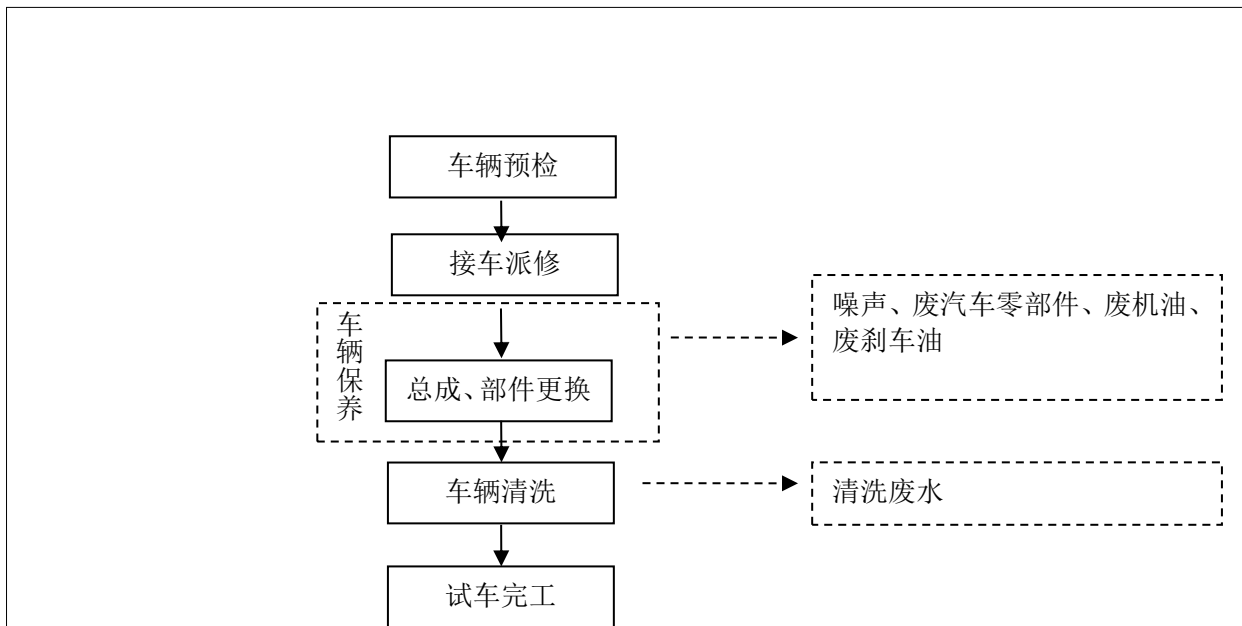 车辆预检
接车派修
车辆保养
总成、部件更换
噪声、废汽车零部件、废机油、
废刹车油
车辆清洗
清洗废水
试车完工